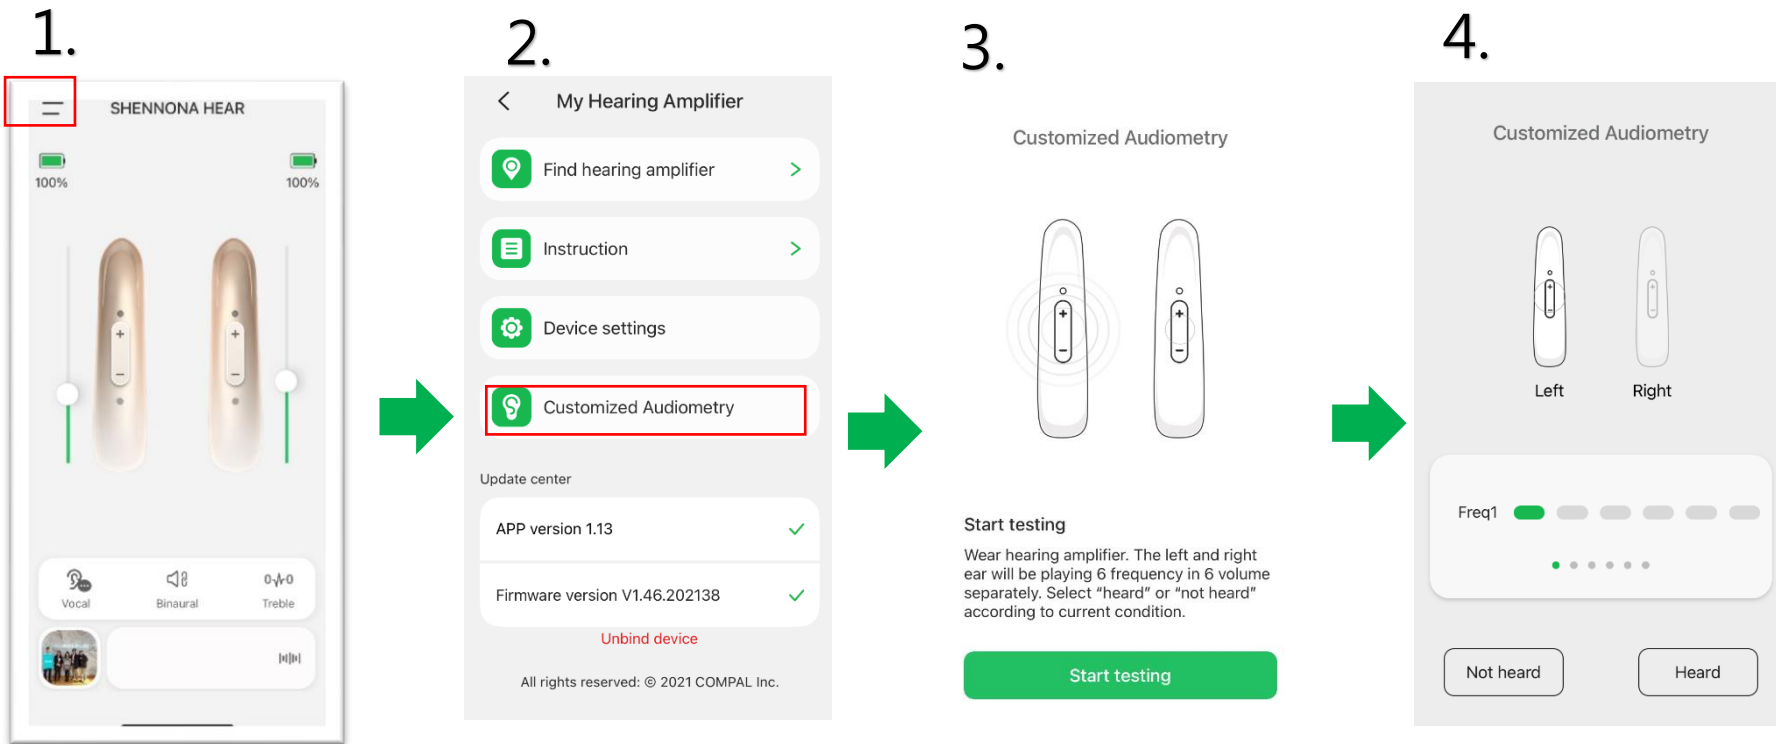 1.
SHENNONA HEAR
100%
100%
+
+
−
−
Vocal
Binaural
Treble
2.
My Hearing Amplifier
Find hearing amplifier
Instruction
Device settings
Customized Audiometry
Update center
APP version 1.13
Firmware version V1.46.202138
Unbind device
All rights reserved: © 2021 COMPAL Inc.
3.
Customized Audiometry
+
+
−
−
Start testing
Wear hearing amplifier. The left and right
ear will be playing 6 frequency in 6 volume
separately. Select “heard” or “not heard”
according to current condition.
Start testing
4.
Customized Audiometry
+
+
−
−
Left
Right
Freq1
Not heard
Heard